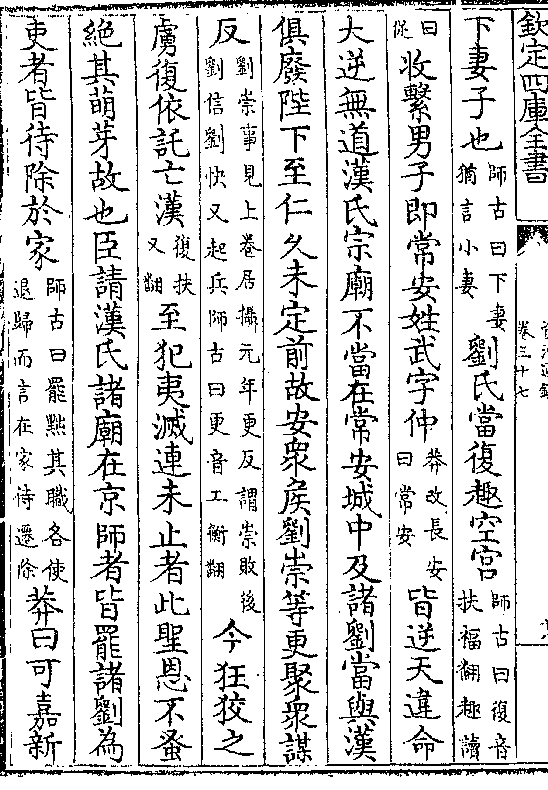 欽定四庫全書
卷三十七
下妻子也師古曰下妻猶言小妻劉氏當復趣空宫師古曰復音扶福翻趣讀
曰促收繫男子即常安姓武字仲莽改長安曰常安皆逆天違命
大逆無道漢氏宗廟不當在常安城中及諸劉當與漢
俱廢陛下至仁久未定前故安衆侯劉崇等更聚衆謀
反劉崇事見上卷居攝元年更反謂崇敗後劉信劉快又起兵師古曰更音工衡翻今狂狡之
虜復依託亡漢復扶又翻至犯夷滅連未止者此聖恩不蚤
絶其萌芽故也臣請漢氏諸廟在京師者皆罷諸劉為
吏者皆待除於家師古曰罷黜其職各使退歸而言在家待遷除莽曰可嘉新